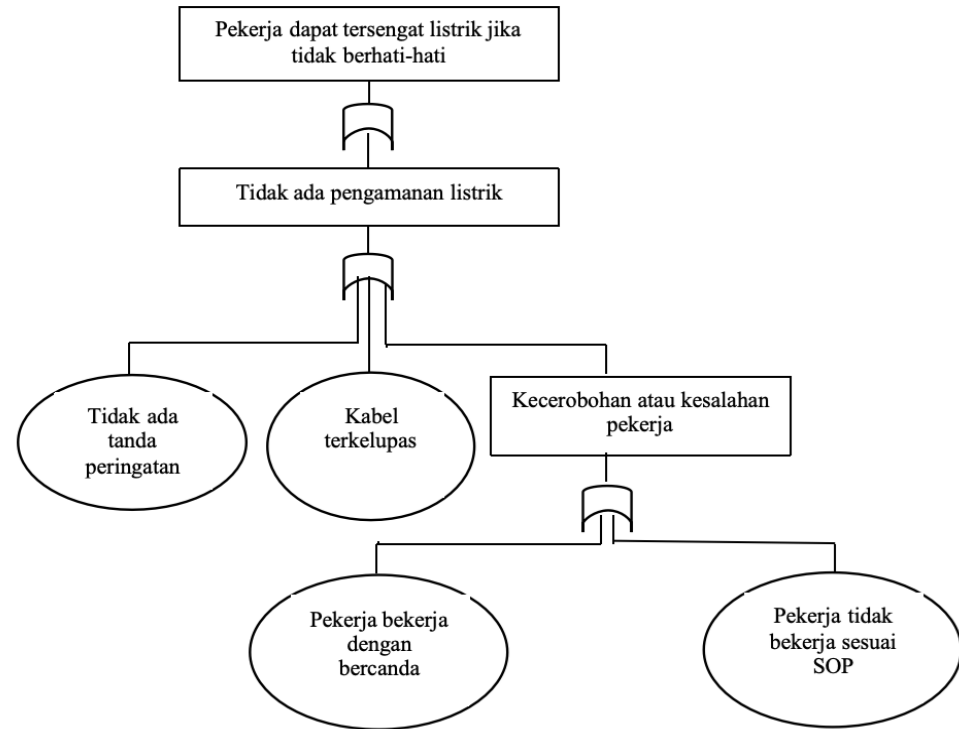 Pekerja dapat tersengat listrik jika
tidak berhati-hati
Tidak ada pengamanan listrik
Tidak ada
tanda
peringatan
Kabel
terkelupas
Kecerobohan atau kesalahan
pekerja
Pekerja bekerja
dengan
bercanda
Pekerja tidak
bekerja sesuai
SOP